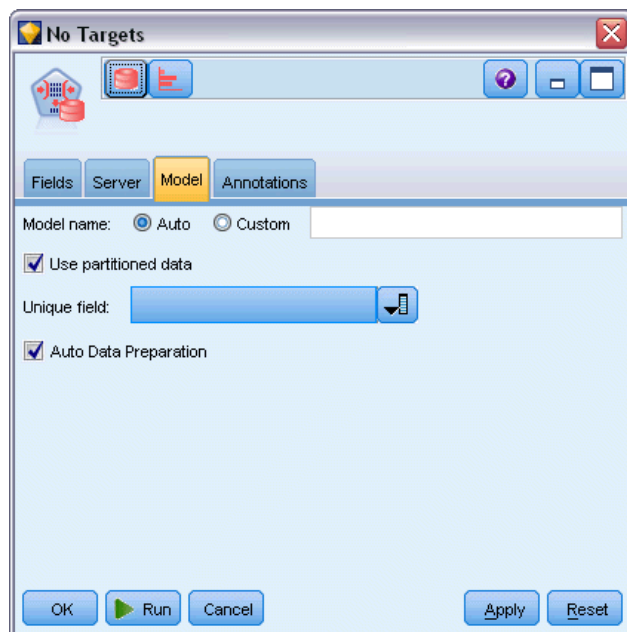 No Targets
?
Fields Server Model Annotations
Model name: Auto Custom
Use partitioned data
Unique field:
Auto Data Preparation
OK Run Cancel Apply Reset